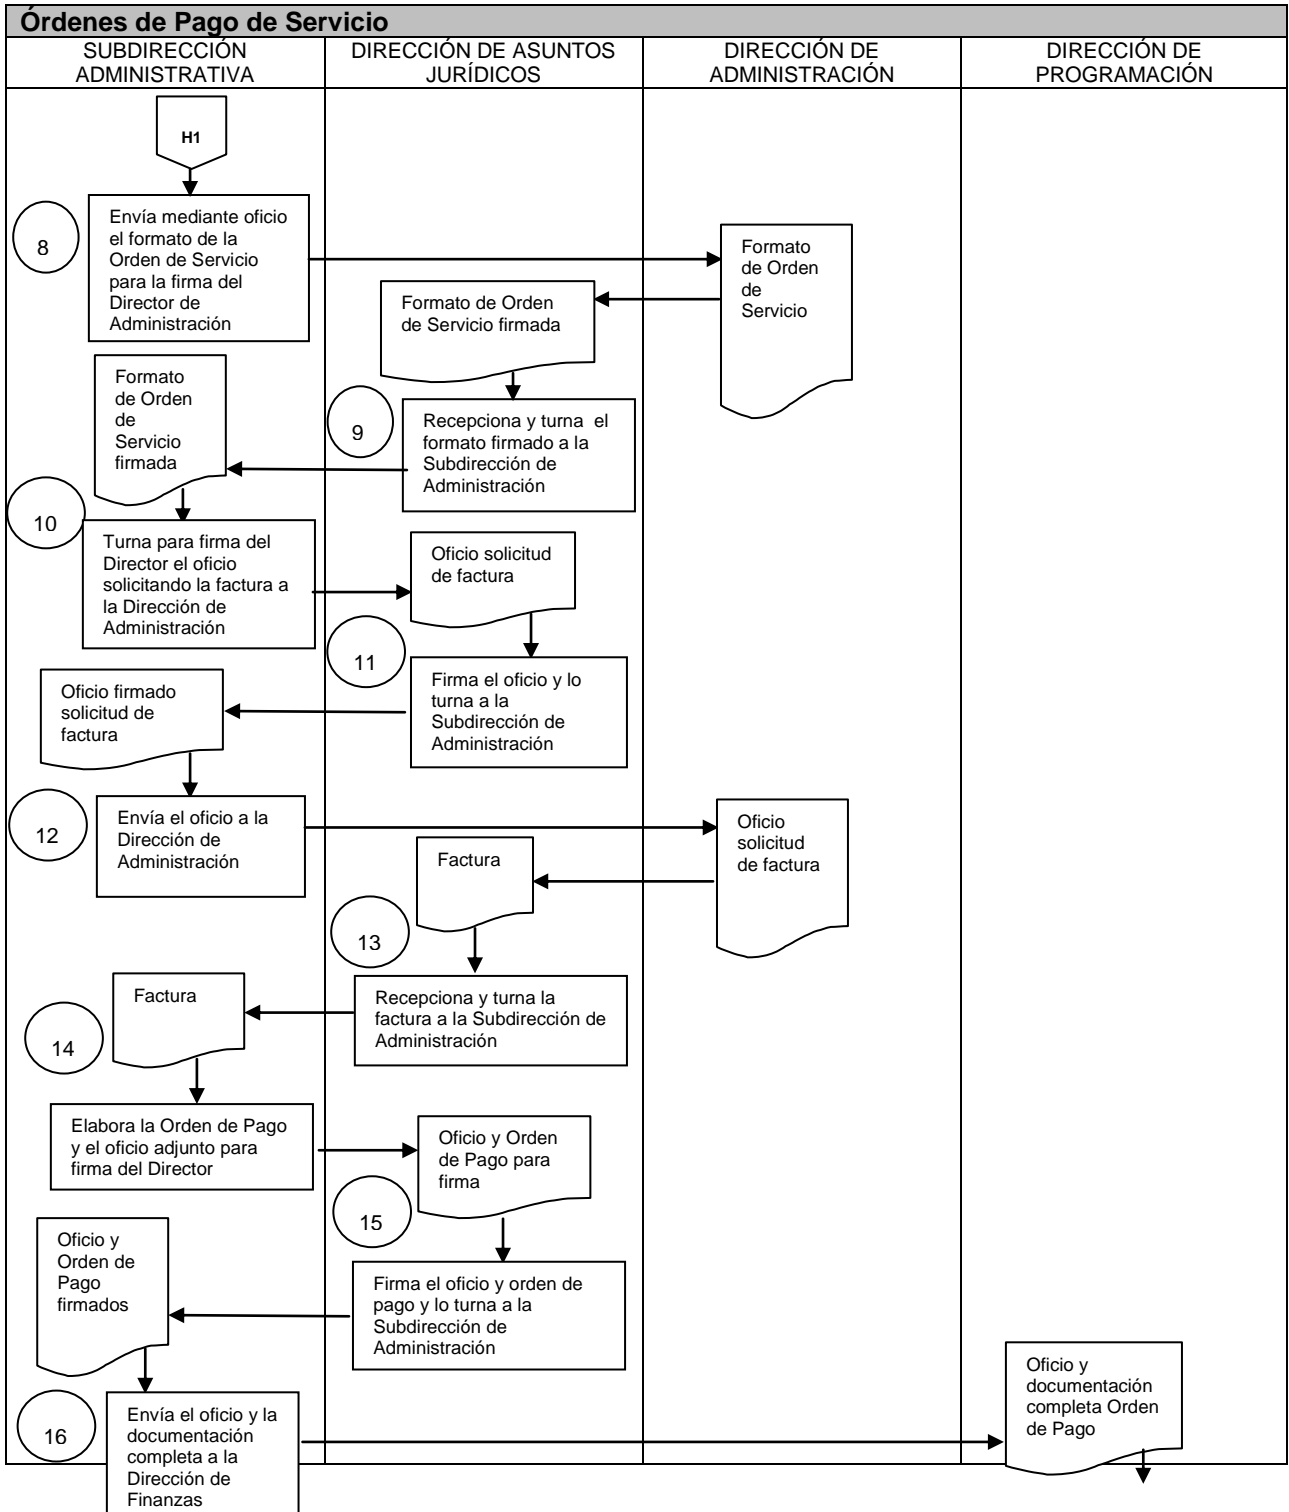 Órdenes de Pago de Servicio
SUBDIRECCIÓN
ADMINISTRATIVA
DIRECCIÓN DE ASUNTOS
JURÍDICOS
DIRECCIÓN DE
ADMINISTRACIÓN
DIRECCIÓN DE
PROGRAMACIÓN
H1
8
Envía mediante oficio
el formato de la
Orden de Servicio
para la firma del
Director de
Administración
Formato
de Orden
de
Servicio
Formato de Orden
de Servicio firmada
Formato
de Orden
de
Servicio
firmada
9
Recepciona y turna  el
formato firmado a la
Subdirección de
Administración
10
Turna para firma del
Director el oficio
solicitando la factura a
la Dirección de
Administración
Oficio solicitud
de factura
11
Firma el oficio y lo
turna a la
Subdirección de
Administración
Oficio firmado
solicitud de
factura
12
Envía el oficio a la
Dirección de
Administración
Oficio
solicitud
de factura
Factura
13
Recepciona y turna la
factura a la Subdirección de
Administración
Factura
14
Elabora la Orden de Pago
y el oficio adjunto para
firma del Director
Oficio y Orden
de Pago para
firma
15
Firma el oficio y orden de
pago y lo turna a la
Subdirección de
Administración
Oficio y
Orden de
Pago
firmados
16
Envía el oficio y la
documentación
completa a la
Dirección de
Finanzas
Oficio y
documentación
completa Orden
de Pago